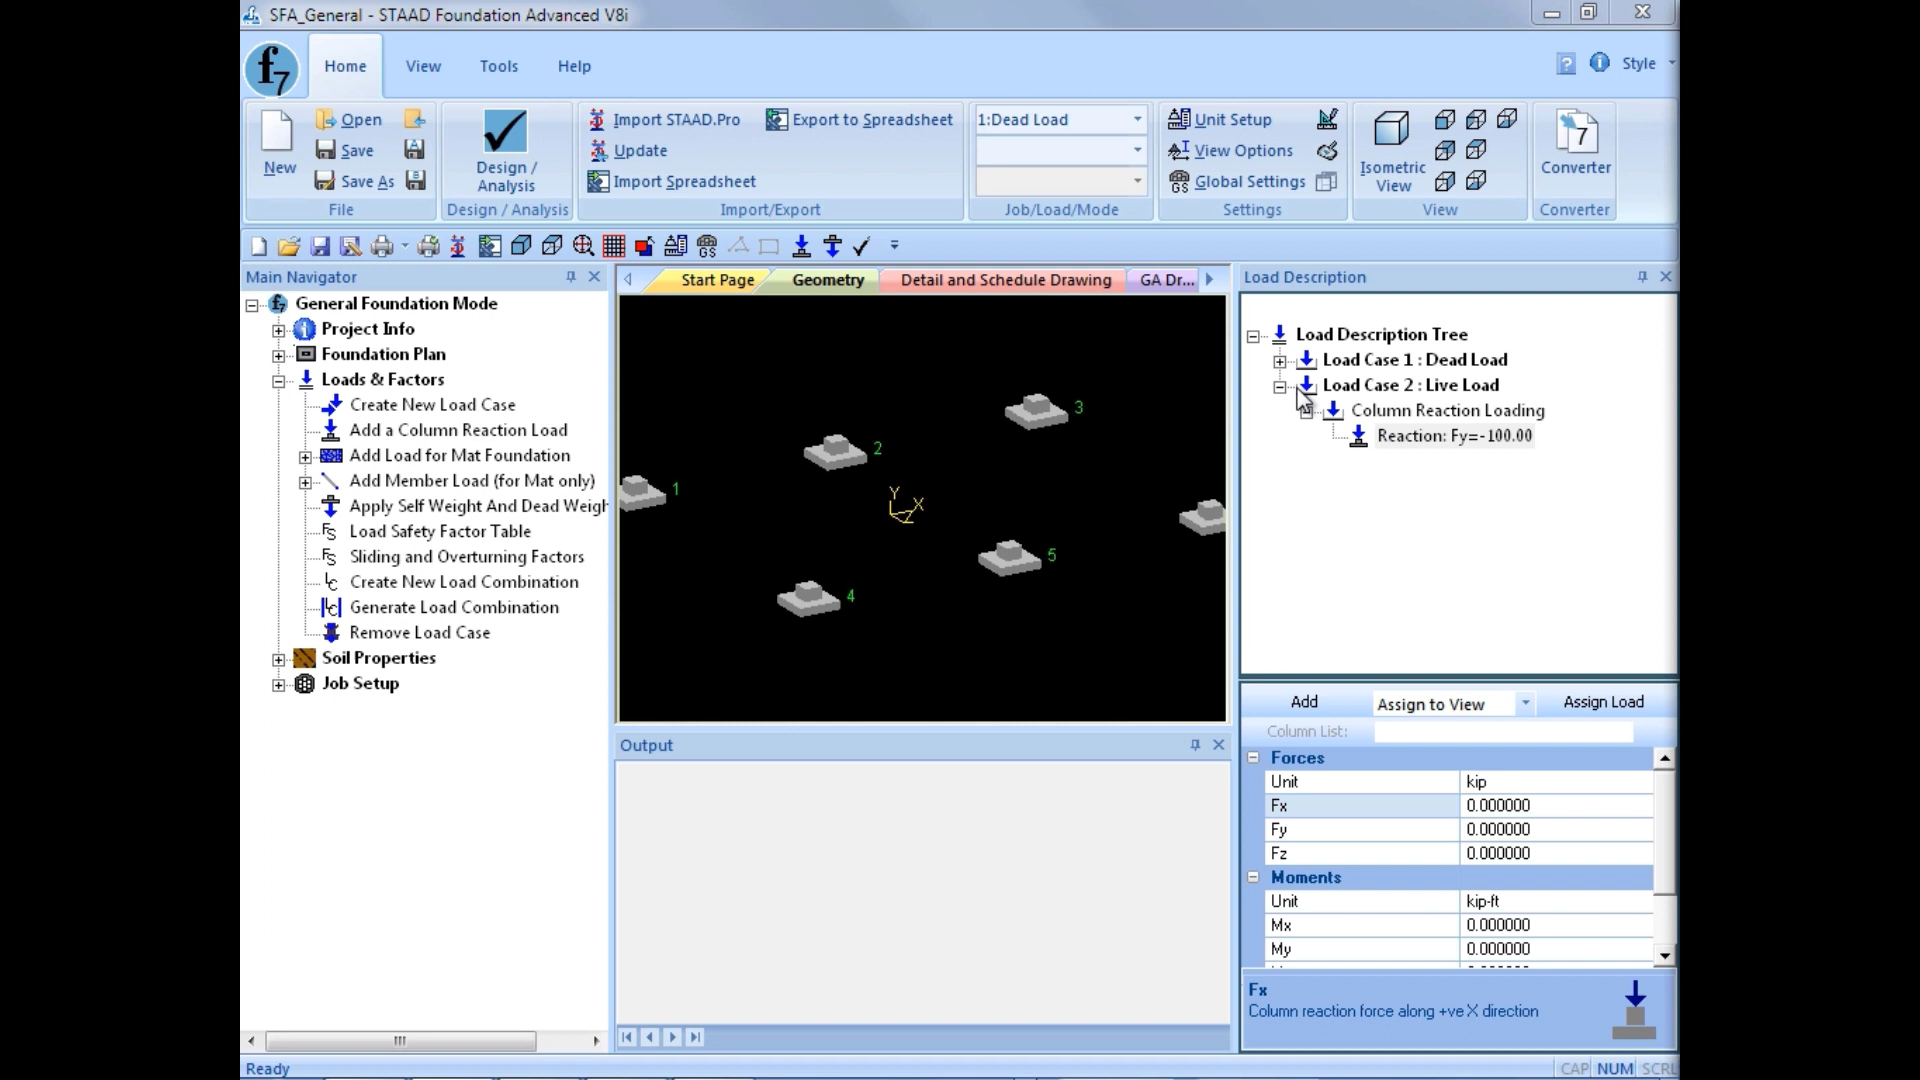 SFA_General - STAAD Foundation Advanced V8i
f7
Home
View
Tools
Help
Style
New
Open
Save
Save As
File
Design /
Analysis
Design / Analysis
Import STAAD.Pro
Update
Import Spreadsheet
Export to Spreadsheet
Import/Export
1:Dead Load
Job/Load/Mode
Unit Setup
View Options
Global Settings
Settings
Isometric
View
View
7
Converter
Converter
Main Navigator
General Foundation Mode
Project Info
Foundation Plan
Loads & Factors
Create New Load Case
Add a Column Reaction Load
Add Load for Mat Foundation
Add Member Load (for Mat only)
Apply Self Weight And Dead Weigh
Load Safety Factor Table
Sliding and Overturning Factors
Create New Load Combination
Generate Load Combination
Remove Load Case
Soil Properties
Job Setup
Start Page
Geometry
Detail and Schedule Drawing
GA Dr...
1
2
3
4
5
Y
X
Z
Output
Load Description
Load Description Tree
Load Case 1 : Dead Load
Load Case 2 : Live Load
Column Reaction Loading
Reaction: Fy=-100.00
Add
Assign to View
Assign Load
Column List:
Forces
Unit kip
Fx 0.000000
Fy 0.000000
Fz 0.000000
Moments
Unit kip-ft
Mx 0.000000
My 0.000000
Fx
Column reaction force along +ve X direction
Ready
CAP NUM SCRL